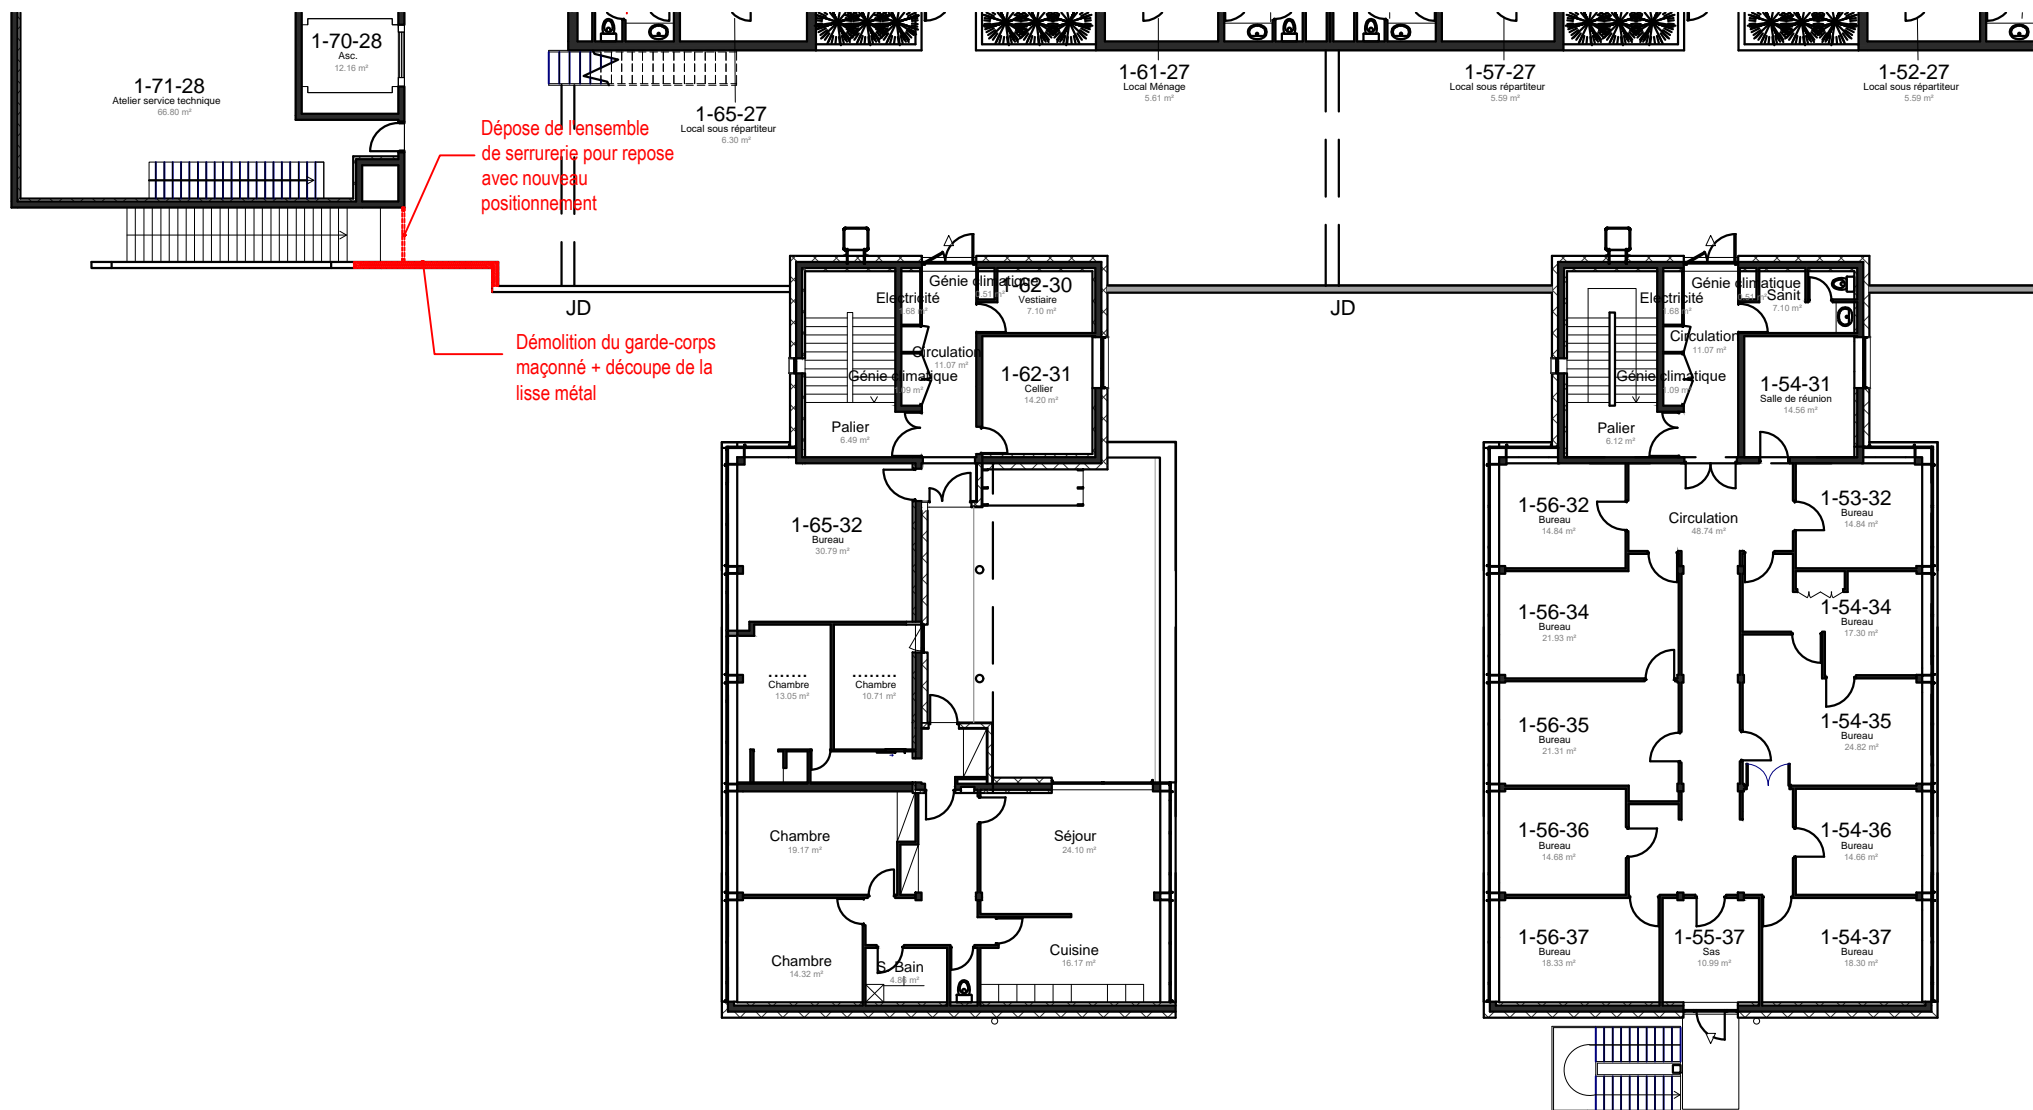 1-70-28
Asc.
12.16 m²
1-71-28
Atelier service technique
66.80 m²
1-65-27
Local sous répartiteur
6.30 m²
1-61-27
Local Ménage
5.61 m²
1-57-27
Local sous répartiteur
5.59 m²
1-52-27
Local sous répartiteur
5.59 m²
Dépose de l'ensemble
de serrurerie pour repose
avec nouveau
positionnement
Démolition du garde-corps
maçonné + découpe de la
lisse métal
JD
JD
Génie climatique
Electricité
1-62-30
Vestiaire
7.10 m²
Circulation
11.07 m²
Génie climatique
1-62-31
Cellier
14.20 m²
Palier
6.49 m²
1-65-32
Bureau
30.79 m²
Chambre
13.05 m²
Chambre
10.71 m²
Chambre
19.17 m²
Séjour
24.10 m²
Chambre
14.32 m²
S. Bain
Cuisine
16.17 m²
Génie climatique
Electricité
1.68 m²
Sanit
7.10 m²
Circulation
11.07 m²
Génie climatique
1.09 m²
1-54-31
Salle de réunion
14.56 m²
Palier
6.12 m²
1-56-32
Bureau
14.84 m²
Circulation
48.74 m²
1-53-32
Bureau
14.84 m²
1-56-34
Bureau
21.93 m²
1-54-34
Bureau
17.30 m²
1-56-35
Bureau
21.31 m²
1-54-35
Bureau
24.82 m²
1-56-36
Bureau
14.68 m²
1-54-36
Bureau
14.66 m²
1-56-37
Bureau
18.33 m²
1-55-37
Sas
10.99 m²
1-54-37
Bureau
18.30 m²